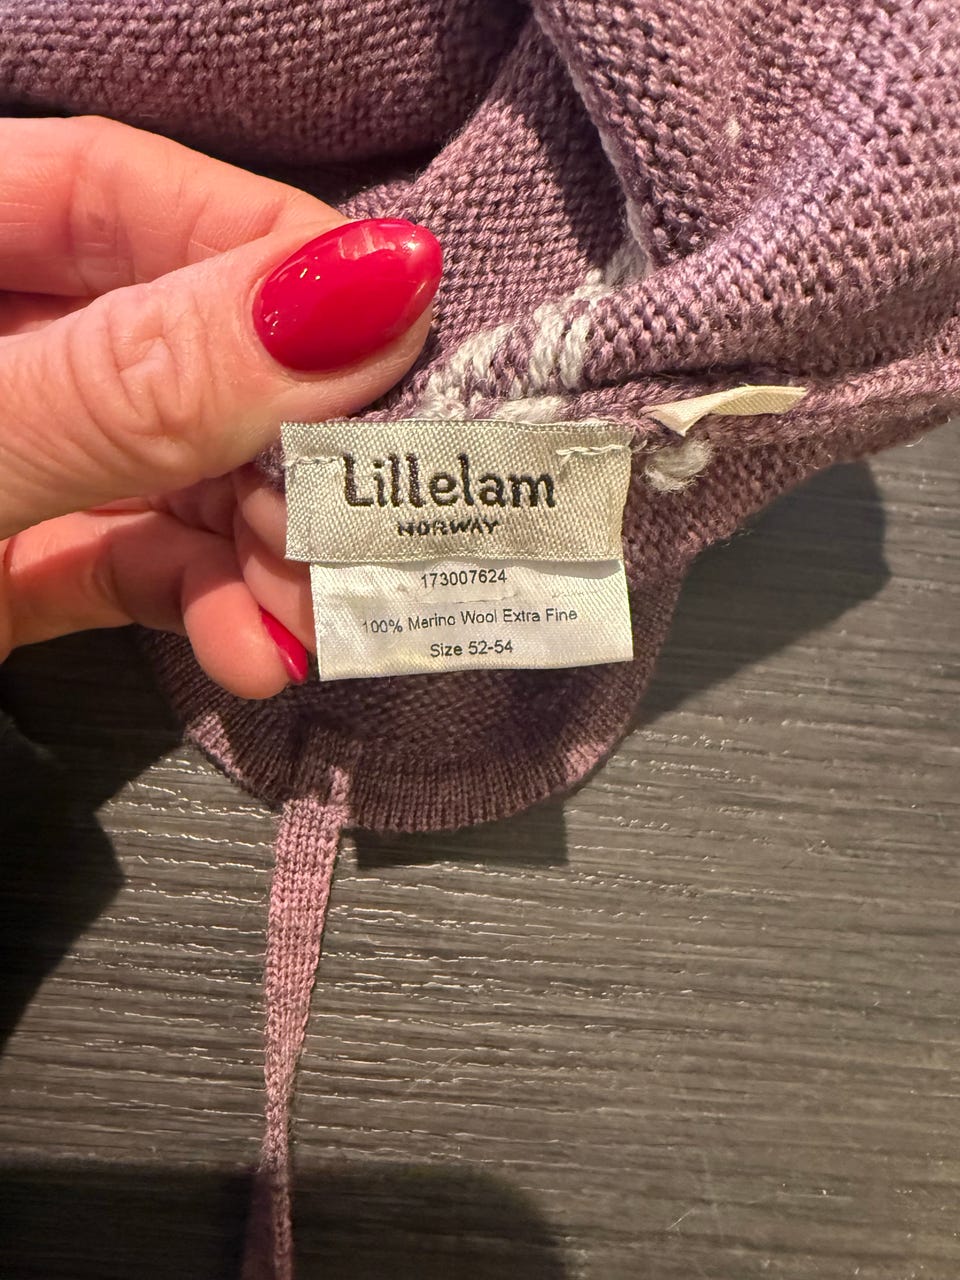 Lillelam
NORWAY
173007624
100% Merino Wool Extra Fine
Size 52-54